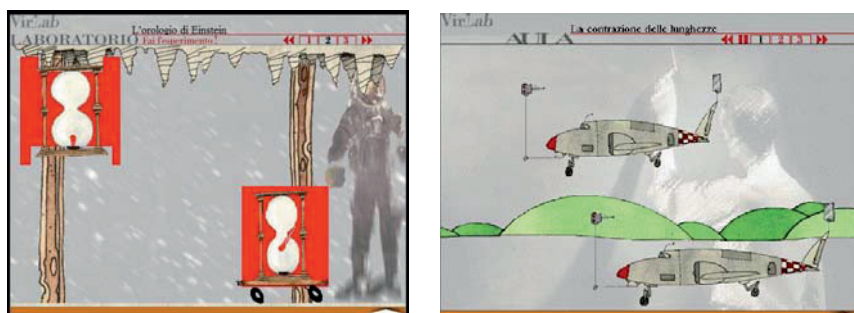 VirLab
L'orologio di Einstein
LABORATORIO Fai l'esperimento! 1 2 3
VirLab
La contrazione delle lunghezze
AULA 1 2 3